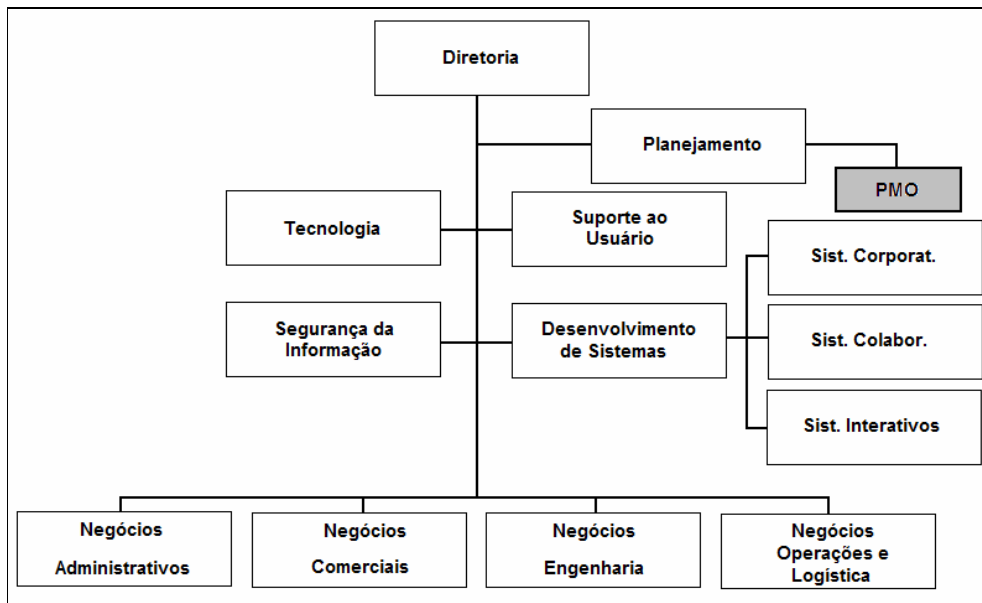 Diretoria
Planejamento
PMO
Tecnologia
Suporte ao
Usuário
Sist. Corporat.
Segurança da
Informação
Desenvolvimento
de Sistemas
Sist. Colabor.
Sist. Interativos
Negócios
Administrativos
Negócios
Comerciais
Negócios
Engenharia
Negócios
Operações e
Logística